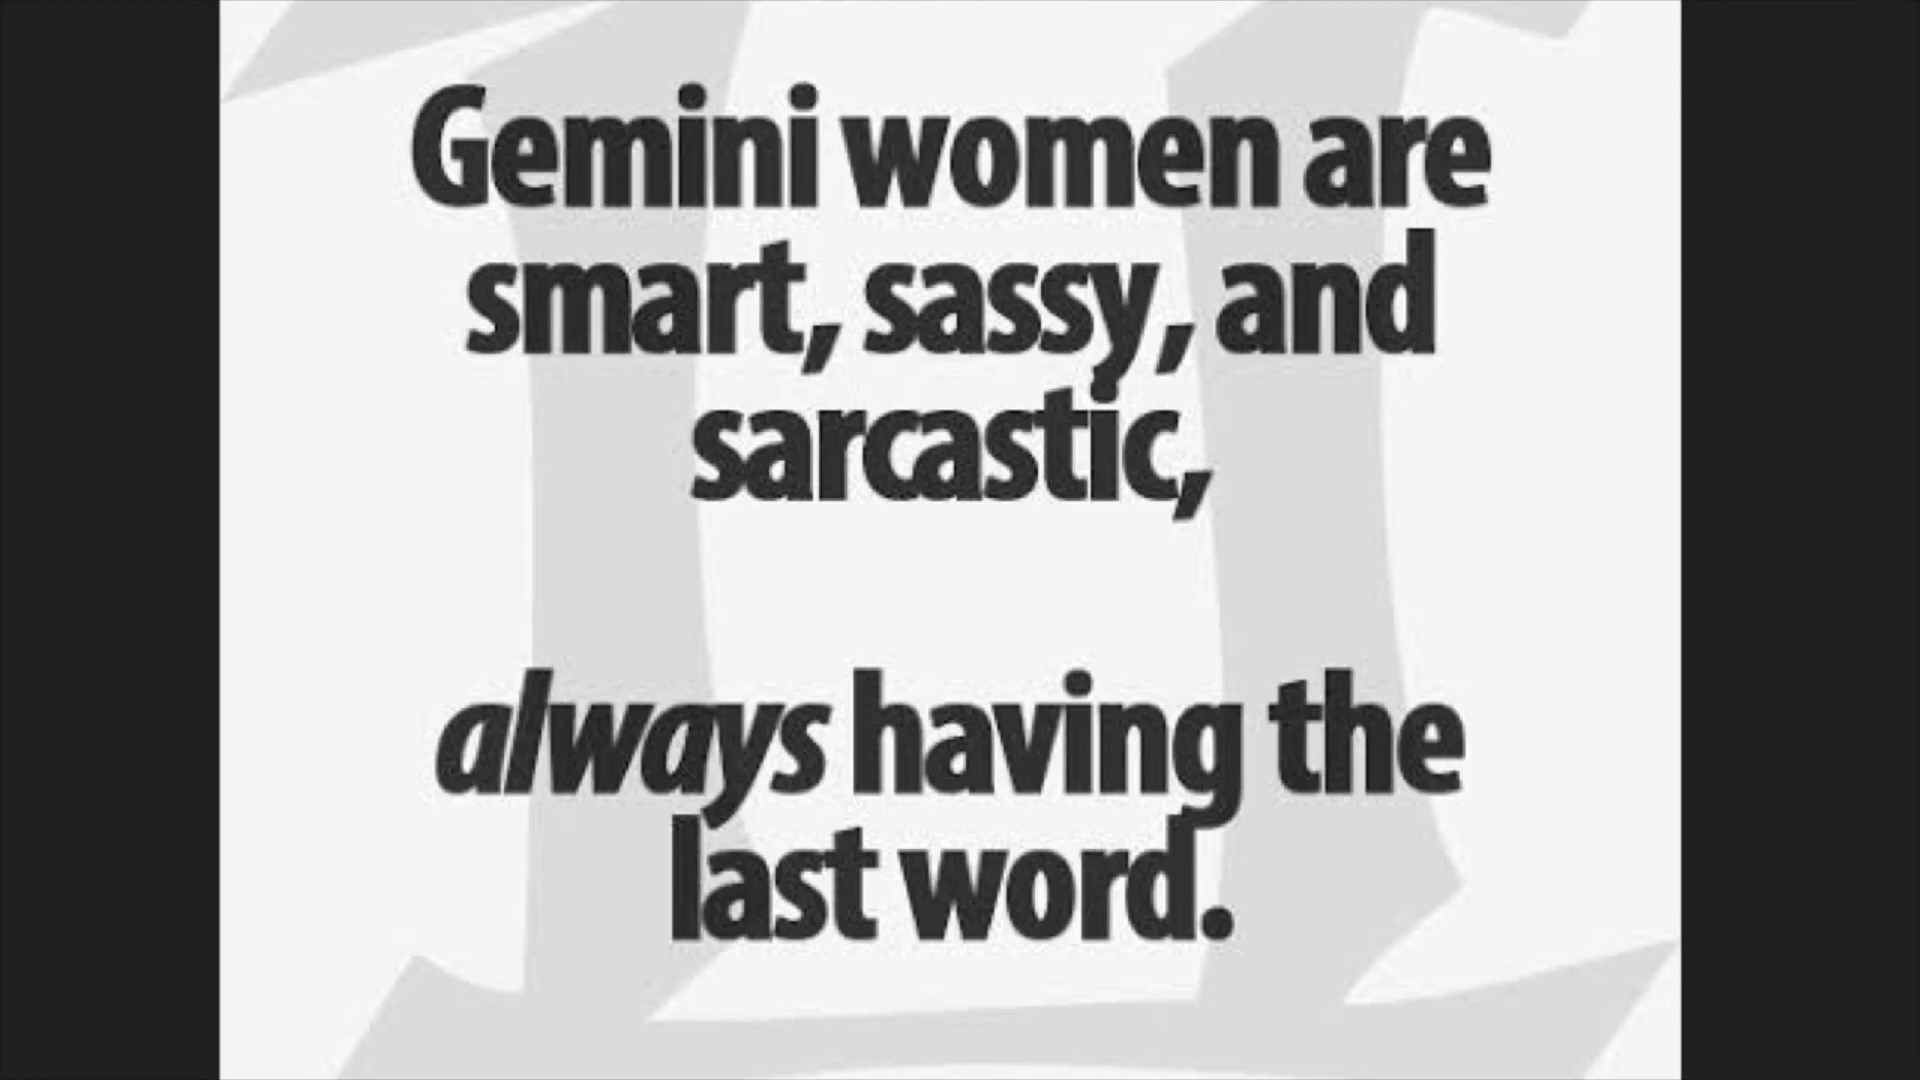 Gemini women are
smart, sassy, and
sarcastic,
always having the
last word.